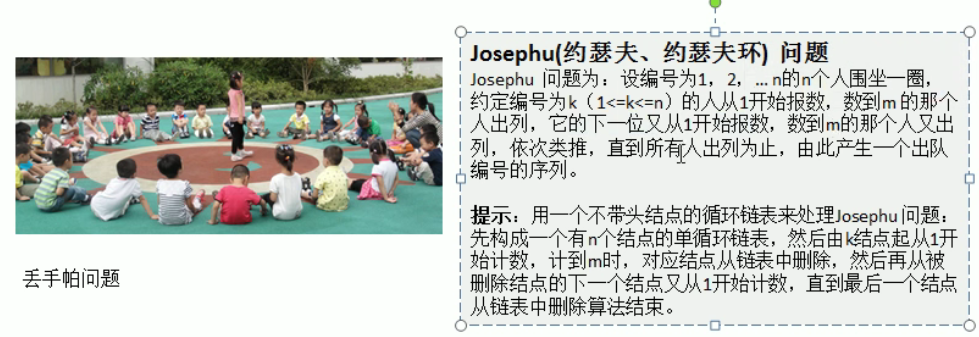 Josephu(约瑟夫、约瑟夫环) 问题
Josephu 问题为：设编号为1，2，… n的n个人围坐一圈，
约定编号为k（1<=k<=n）的人从1开始报数，数到m 的那个
人出列，它的下一位又从1开始报数，数到m的那个人又出
列，依次类推，直到所有人出列为止，由此产生一个出队
编号的序列。
提示：用一个不带头结点的循环链表来处理Josephu 问题：
先构成一个有n个结点的单循环链表，然后由k结点起从1开
始计数，计到m时，对应结点从链表中删除，然后再从被
删除结点的下一个结点又从1开始计数，直到最后一个结点
从链表中删除算法结束。
丢手帕问题